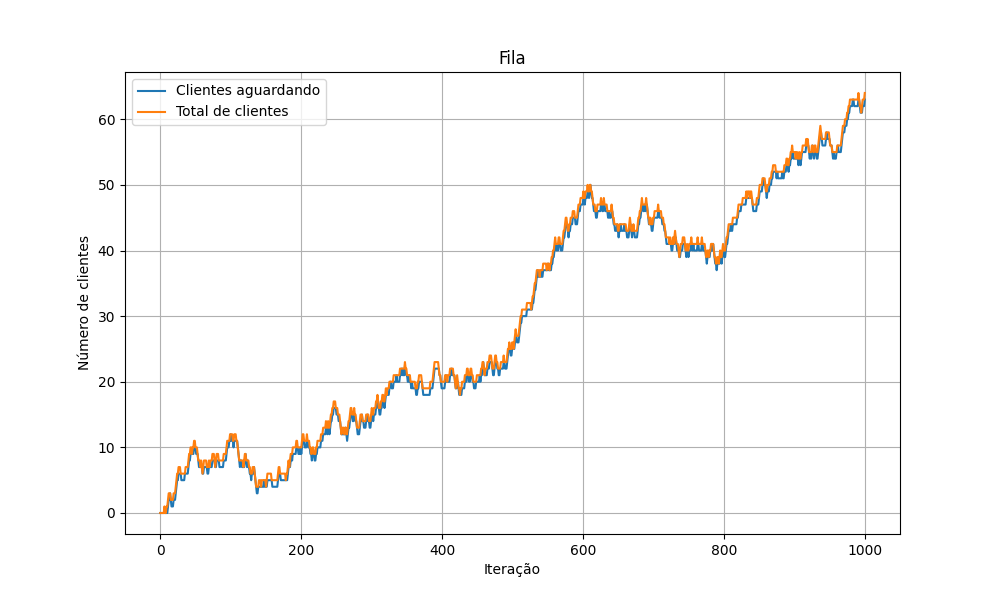 Fila
Clientes aguardando
Total de clientes
Número de clientes
60
50
40
30
20
10
0
0 200 400 600 800 1000
Iteração